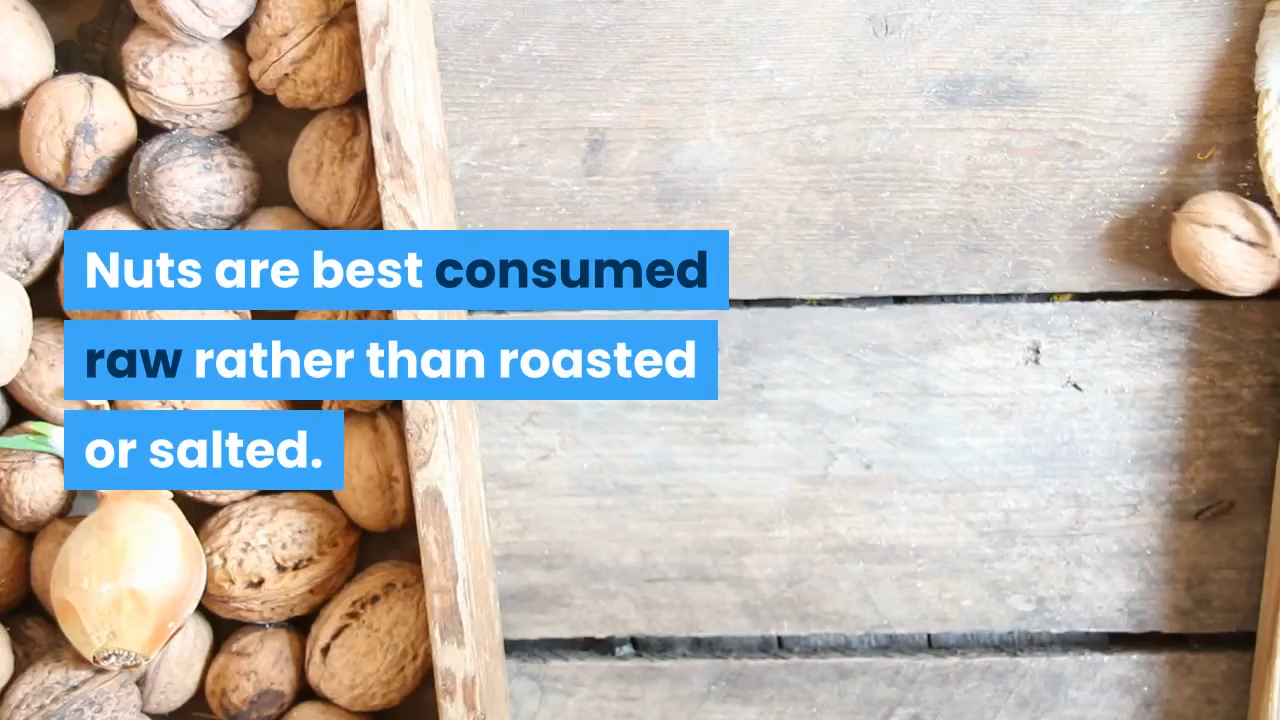 Nuts are best consumed
raw rather than roasted
or salted.